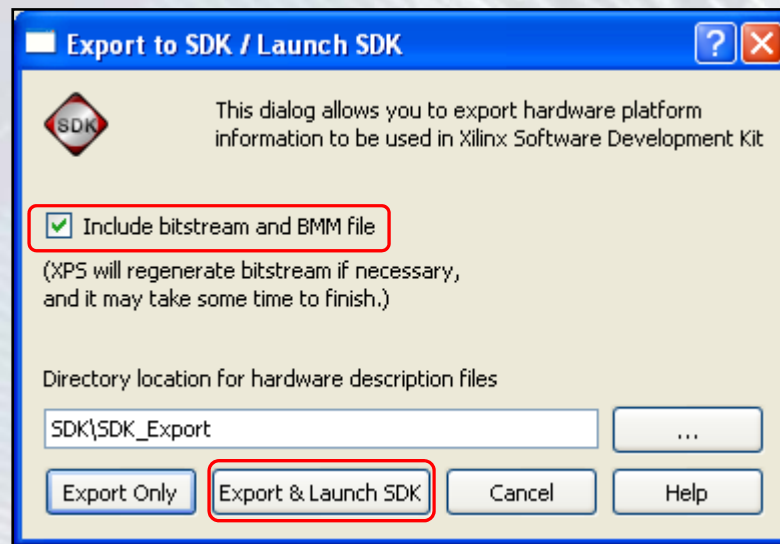 Export to SDK / Launch SDK
SDK
This dialog allows you to export hardware platform
information to be used in Xilinx Software Development Kit
Include bitstream and BMM file
(XPS will regenerate bitstream if necessary,
and it may take some time to finish.)
Directory location for hardware description files
SDK\SDK_Export
...
Export Only
Export & Launch SDK
Cancel
Help